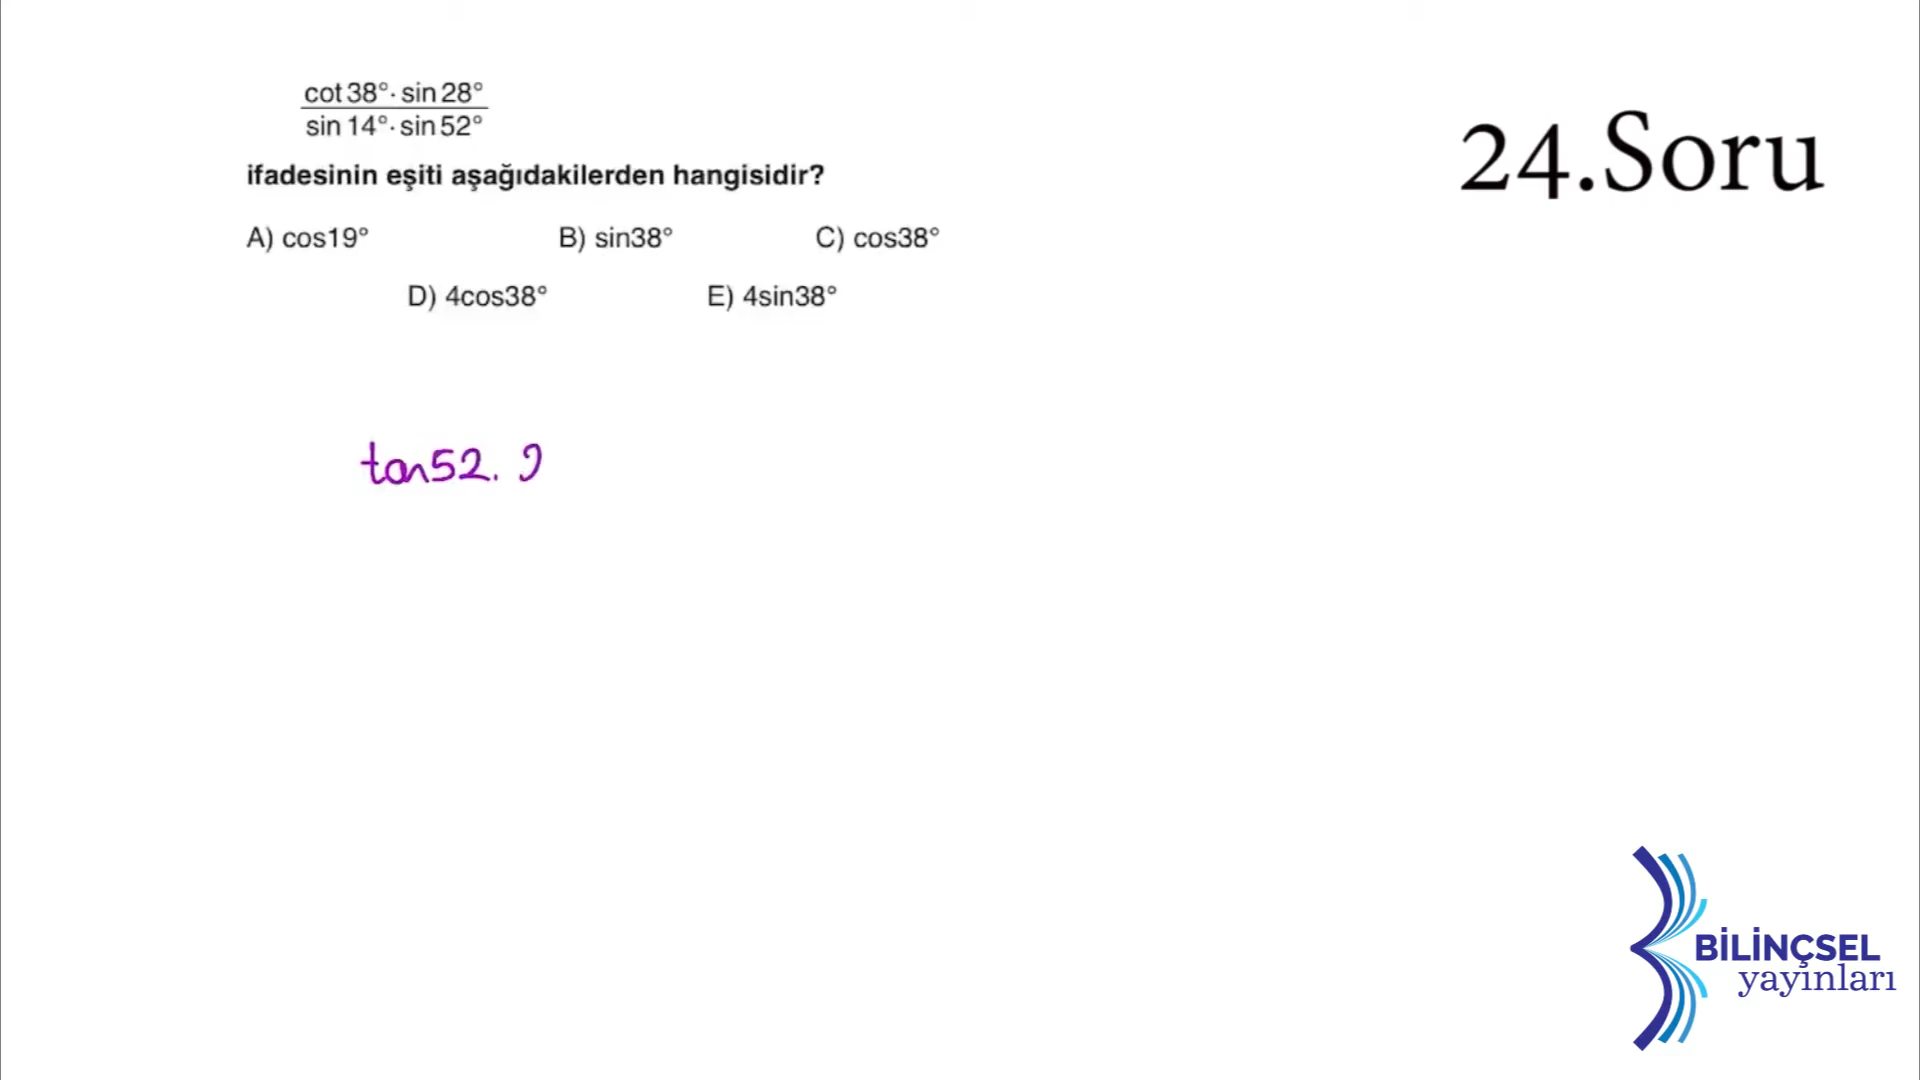 cot 38° · sin 28°
sin 14° · sin 52°
ifadesinin eşiti aşağıdakilerden hangisidir?
A) cos19° B) sin38° C) cos38°
D) 4cos38° E) 4sin38°
24.Soru
tan52.
BİLİNÇSEL
yayınları